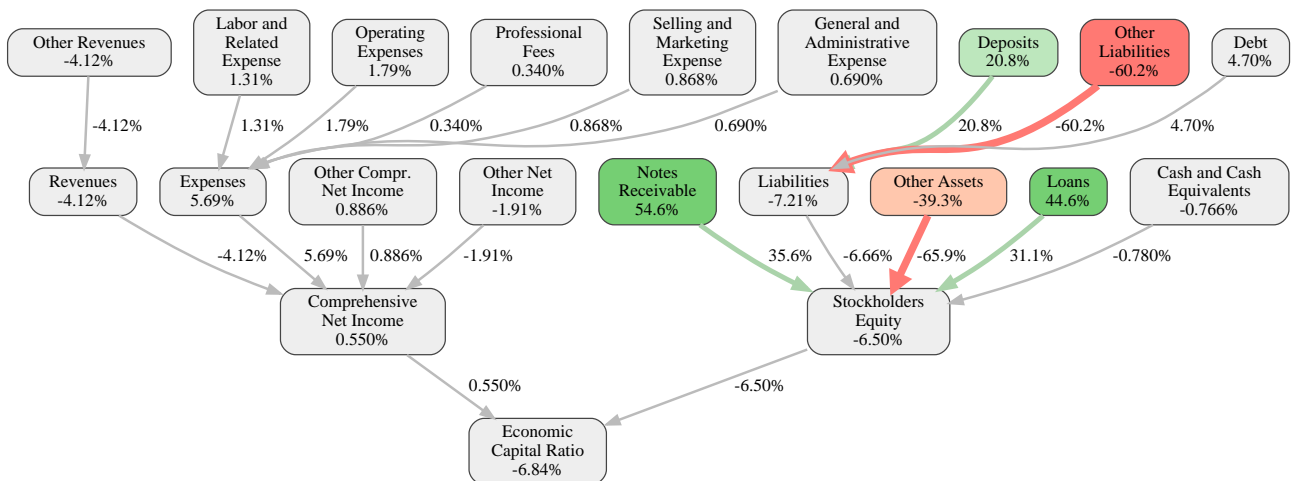 Other Revenues
-4.12%
Labor and
Related
Expense
1.31%
Operating
Expenses
1.79%
Professional
Fees
0.340%
Selling and
Marketing
Expense
0.868%
General and
Administrative
Expense
0.690%
Deposits
20.8%
Other
Liabilities
-60.2%
Debt
4.70%
-4.12%
1.31%
1.79%
0.340%
0.868%
0.690%
20.8%
-60.2%
4.70%
Revenues
-4.12%
Expenses
5.69%
Other Compr.
Net Income
0.886%
Other Net
Income
-1.91%
Notes
Receivable
54.6%
Liabilities
-7.21%
Other Assets
-39.3%
Loans
44.6%
Cash and Cash
Equivalents
-0.766%
-4.12%
5.69%
0.886%
-1.91%
35.6%
-6.66%
-65.9%
31.1%
-0.780%
Comprehensive
Net Income
0.550%
Stockholders
Equity
-6.50%
0.550%
-6.50%
Economic
Capital Ratio
-6.84%